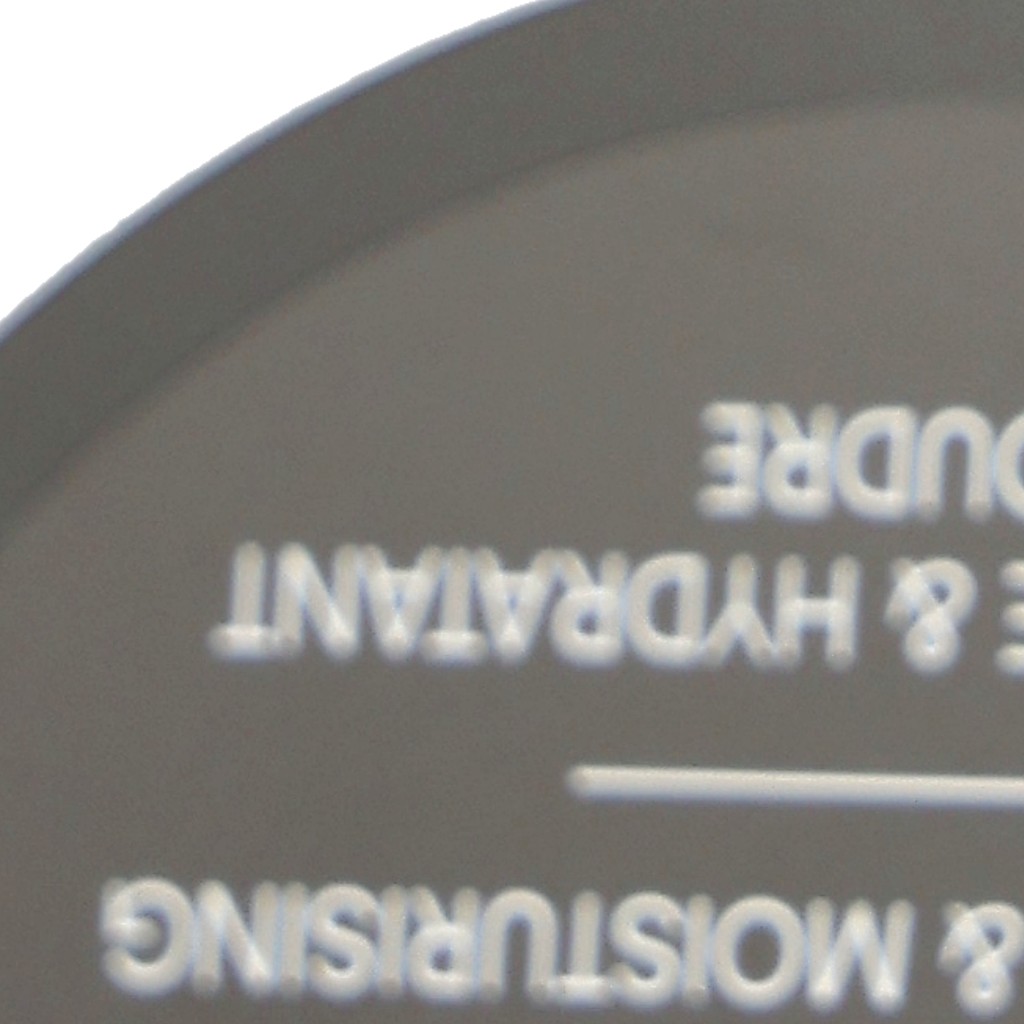 & MOISTURISING
E & HYDRATANT
OUDRE